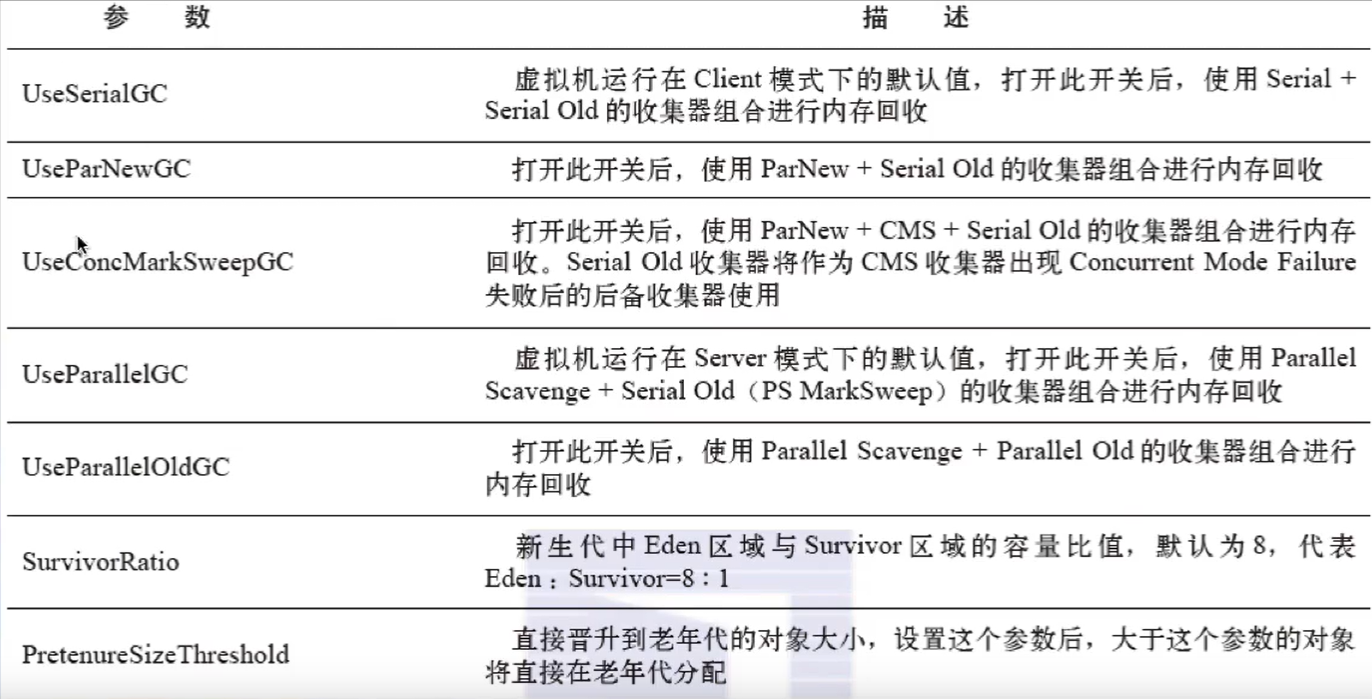 参 数 描 述
UseSerialGC
虚拟机运行在 Client 模式下的默认值，打开此开关后，使用 Serial +
Serial Old 的收集器组合进行内存回收
UseParNewGC
打开此开关后，使用 ParNew + Serial Old 的收集器组合进行内存回收
UseConcMarkSweepGC
打开此开关后，使用 ParNew + CMS + Serial Old 的收集器组合进行内存
回收。Serial Old 收集器将作为 CMS 收集器出现 Concurrent Mode Failure
失败后的后备收集器使用
UseParallelGC
虚拟机运行在 Server 模式下的默认值，打开此开关后，使用 Parallel
Scavenge + Serial Old（PS MarkSweep）的收集器组合进行内存回收
UseParallelOldGC
打开此开关后，使用 Parallel Scavenge + Parallel Old 的收集器组合进行
内存回收
SurvivorRatio
新生代中 Eden 区域与 Survivor 区域的容量比值，默认为 8，代表
Eden：Survivor=8：1
PretenureSizeThreshold
直接晋升到老年代的对象大小，设置这个参数后，大于这个参数的对象
将直接在老年代分配